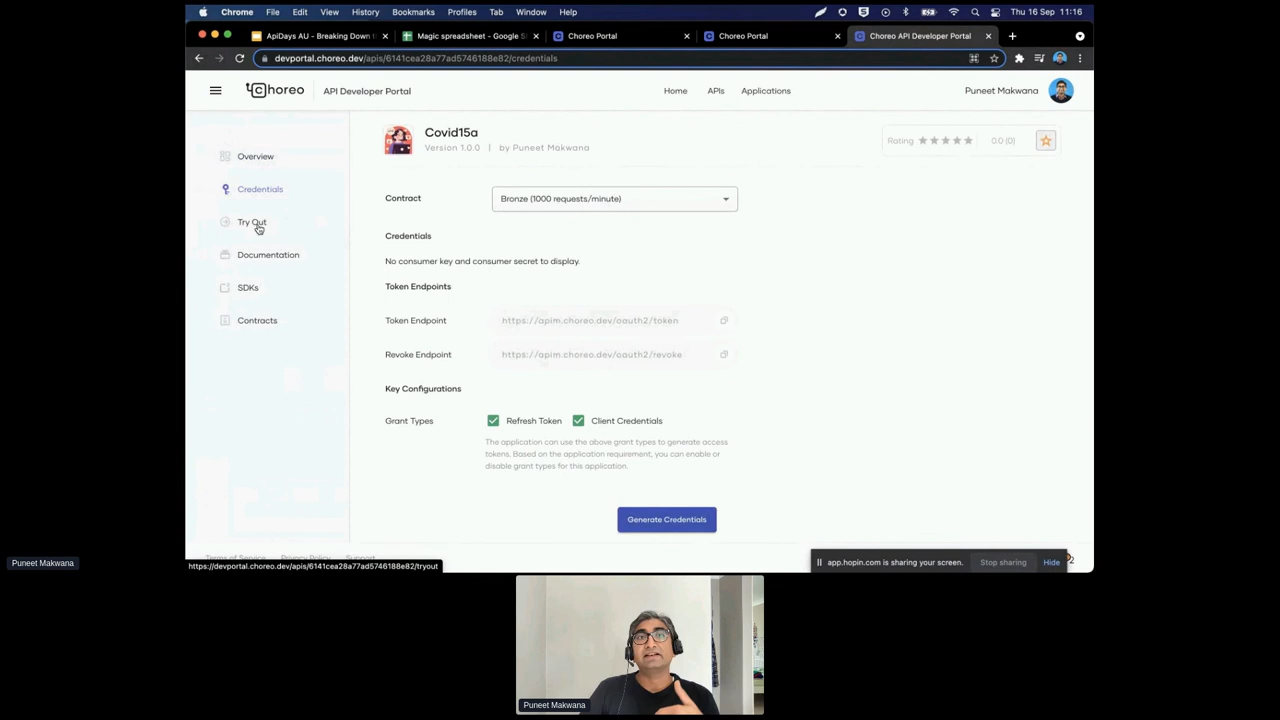 Chrome File Edit View History Bookmarks Profiles Tab Window Help Thu 16 Sep 11:16
ApiDays AU - Breaking Down t Magic spreadsheet - Google S Choreo Portal Choreo Portal Choreo API Developer Portal
devportal.choreo.dev/apis/6141cea28a77ad5746188e82/credentials
Choreo API Developer Portal Home APIs Applications Puneet Makwana
Covid15a
Version 1.0.0 | by Puneet Makwana
Rating 0.0 (0)
Overview
Credentials
Try Out
Documentation
SDKs
Contracts
Contract Bronze (1000 requests/minute)
Credentials
No consumer key and consumer secret to display.
Token Endpoints
Token Endpoint https://apim.choreo.dev/oauth2/token
Revoke Endpoint https://apim.choreo.dev/oauth2/revoke
Key Configurations
Grant Types Refresh Token Client Credentials
The application can use the above grant types to generate access
tokens. Based on the application requirement, you can enable or
disable grant types for this application.
Generate Credentials
Terms of Service Privacy Policy Support
https://devportal.choreo.dev/apis/6141cea28a77ad5746188e82/tryout
app.hopin.com is sharing your screen. Stop sharing Hide
Puneet Makwana
Puneet Makwana